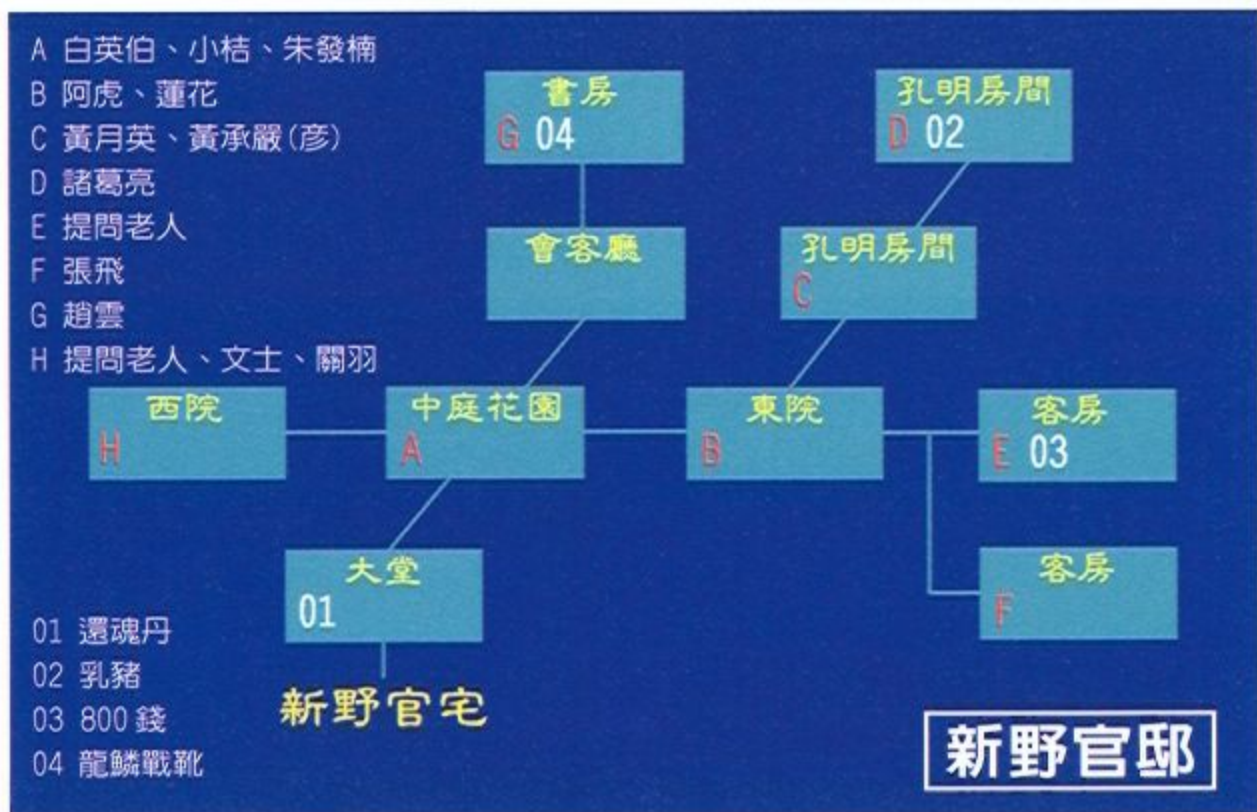 A 白英伯、小桔、朱發楠
B 阿虎、蓮花
C 黃月英、黃承嚴(彦)
D 諸葛亮
E 提問老人
F 張飛
G 趙雲
H 提問老人、文士、關羽
書房
G 04
孔明房間
D 02
會客廳
孔明房間
C
西院
H
中庭花園
A
東院
B
客房
E 03
大堂
01
客房
F
新野官宅
01 還魂丹
02 乳豬
03 800 錢
04 龍鱗戰靴
新野官邸